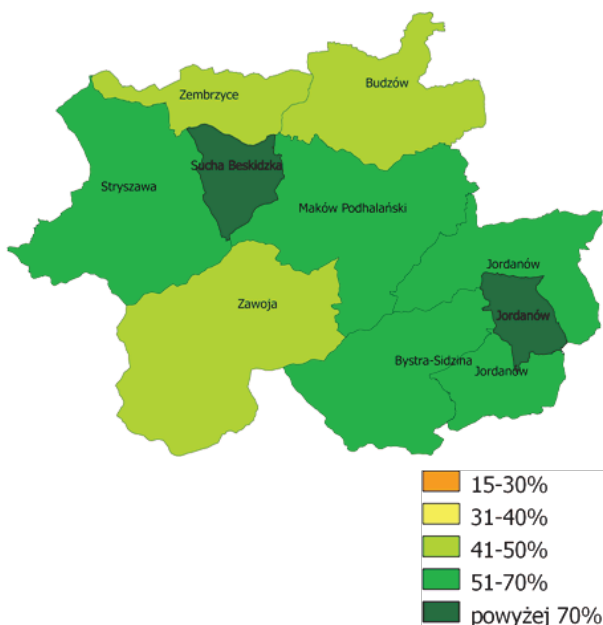 Budzów
Zembrzyce
Sucha Beskidzka
Stryszawa
Maków Podhalański
Jordanów
Zawoja
Jordanów
Bystra-Sidzina
Jordanów
15-30%
31-40%
41-50%
51-70%
powyżej 70%